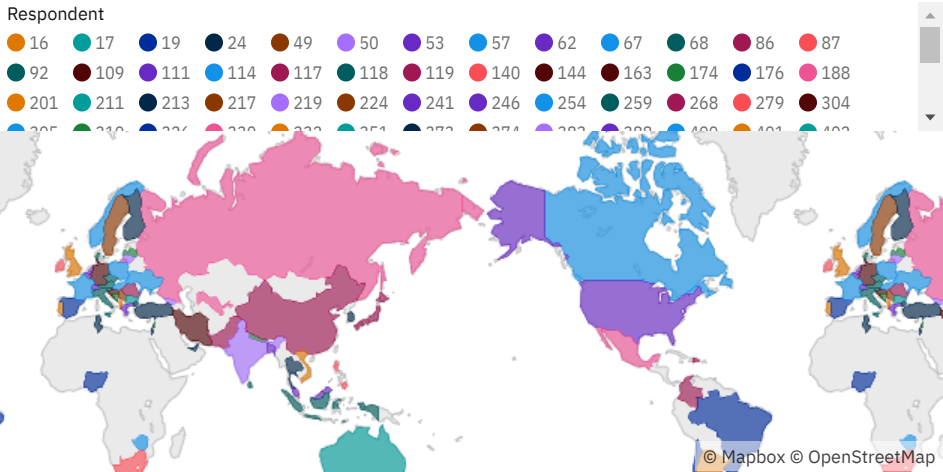 Respondent
16 17 19 24 49 50 53 57 62 67 68 86 87
92 109 111 114 117 118 119 140 144 163 174 176 188
201 211 213 217 219 224 241 246 254 259 268 279 304
© Mapbox © OpenStreetMap